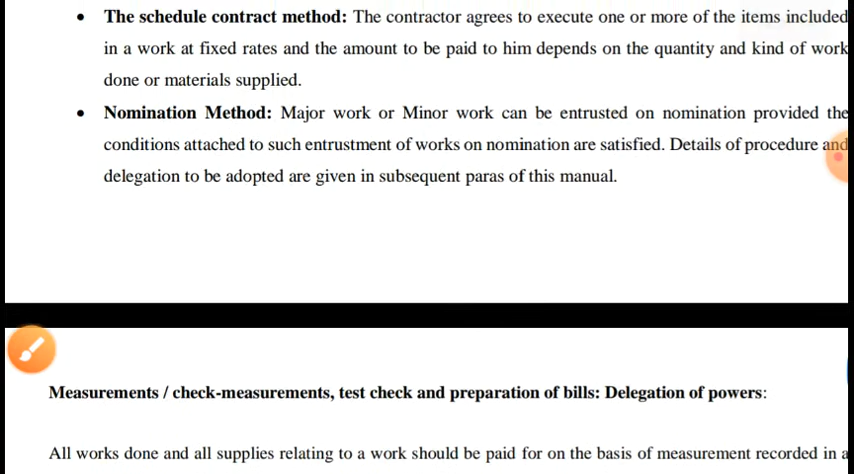 • The schedule contract method: The contractor agrees to execute one or more of the items included
in a work at fixed rates and the amount to be paid to him depends on the quantity and kind of work
done or materials supplied.
• Nomination Method: Major work or Minor work can be entrusted on nomination provided the
conditions attached to such entrustment of works on nomination are satisfied. Details of procedure and
delegation to be adopted are given in subsequent paras of this manual.
Measurements / check-measurements, test check and preparation of bills: Delegation of powers:
All works done and all supplies relating to a work should be paid for on the basis of measurement recorded in a